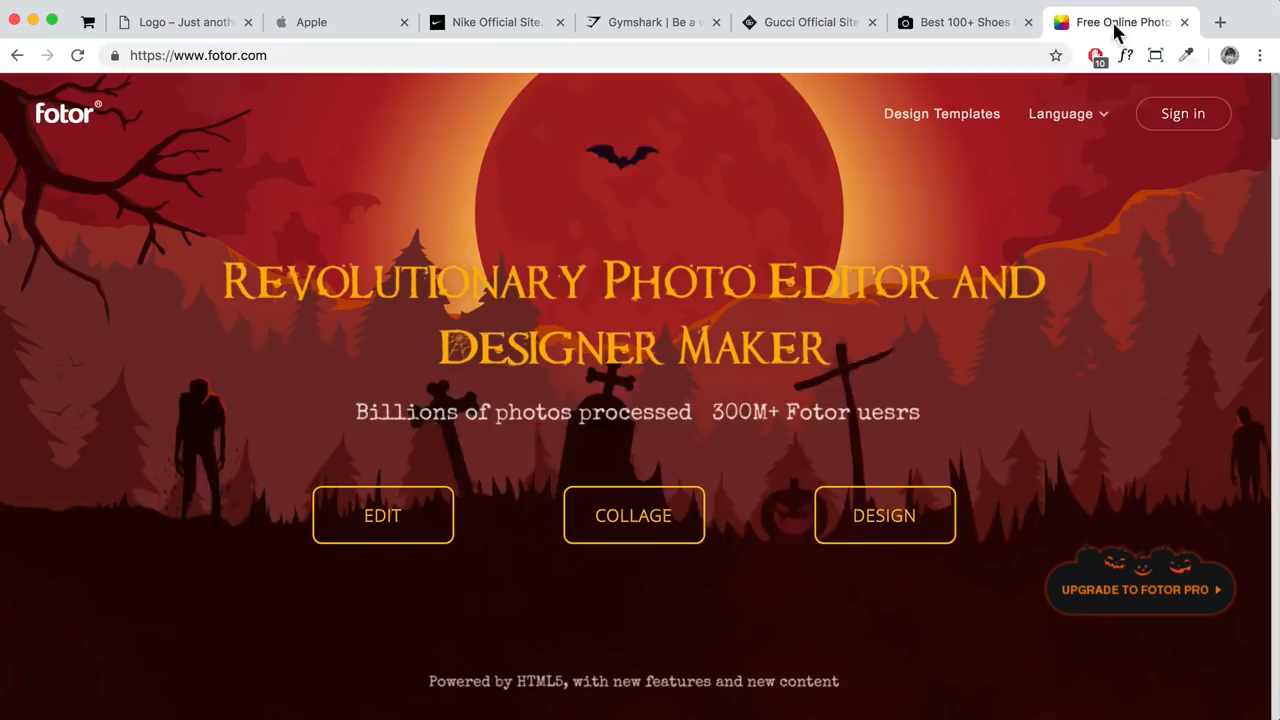 Logo – Just anoth
Apple
Nike Official Site.
Gymshark | Be a v
Gucci Official Site
Best 100+ Shoes
Free Online Photo
https://www.fotor.com
10
f?
fotor®
Design Templates
Language
Sign in
Revolutionary Photo Editor and
Designer Maker
Billions of photos processed 300M+ Fotor uesrs
EDIT
COLLAGE
DESIGN
UPGRADE TO FOTOR PRO
Powered by HTML5, with new features and new content